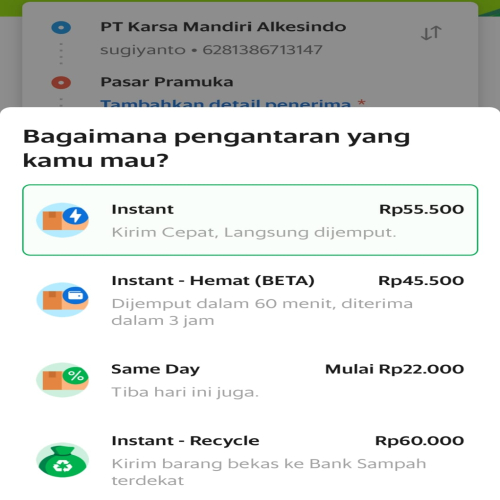 PT Karsa Mandiri Alkesindo
sugiyanto • 6281386713147
Pasar Pramuka
Tambahkan detail penerima *
Bagaimana pengantaran yang
kamu mau?
Instant Rp55.500
Kirim Cepat, Langsung dijemput.
Instant - Hemat (BETA) Rp45.500
Dijemput dalam 60 menit, diterima
dalam 3 jam
Same Day Mulai Rp22.000
Tiba hari ini juga.
Instant - Recycle Rp60.000
Kirim barang bekas ke Bank Sampah
terdekat